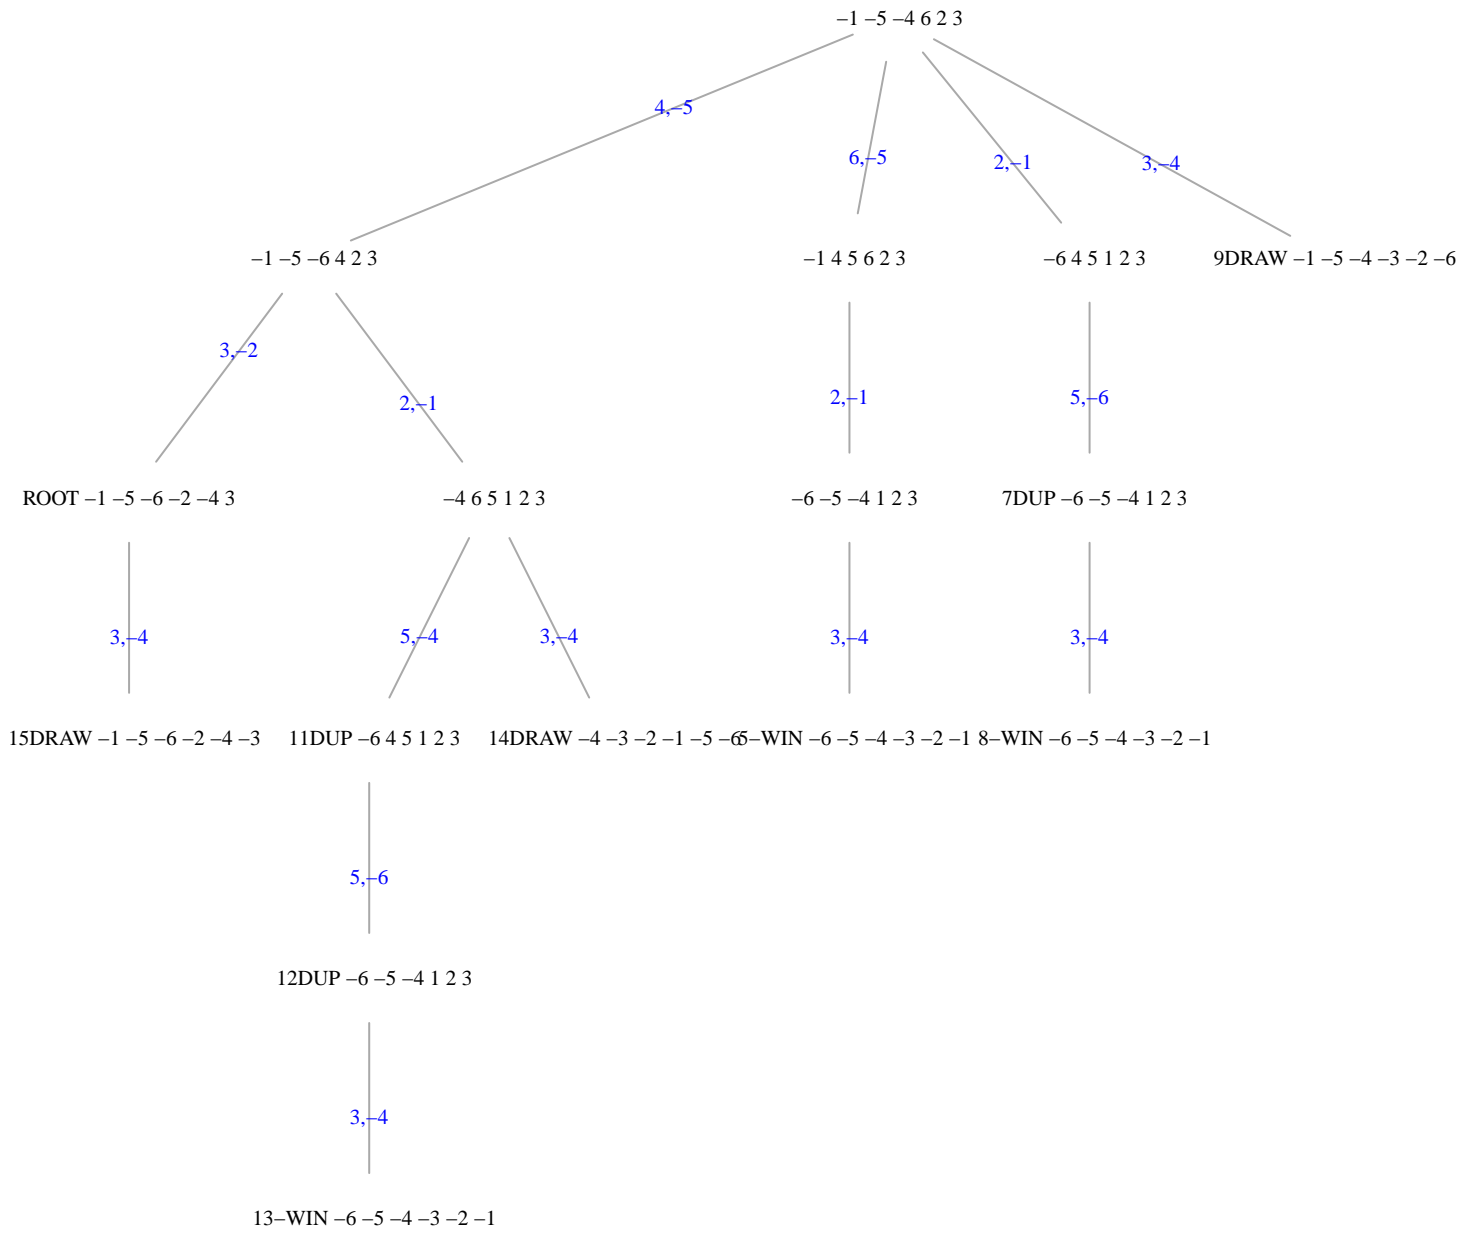 –1 –5 –4 6 2 3
4,–5
6,–5
2,–1
3,–4
–1 –5 –6 4 2 3
–1 4 5 6 2 3
–6 4 5 1 2 3
9DRAW –1 –5 –4 –3 –2 –6
3,–2
2,–1
2,–1
5,–6
ROOT –1 –5 –6 –2 –4 3
–4 6 5 1 2 3
–6 –5 –4 1 2 3
7DUP –6 –5 –4 1 2 3
3,–4
5,–4
3,–4
3,–4
3,–4
15DRAW –1 –5 –6 –2 –4 –3
11DUP –6 4 5 1 2 3
14DRAW –4 –3 –2 –1 –5 –6
5–WIN –6 –5 –4 –3 –2 –1
8–WIN –6 –5 –4 –3 –2 –1
5,–6
12DUP –6 –5 –4 1 2 3
3,–4
13–WIN –6 –5 –4 –3 –2 –1